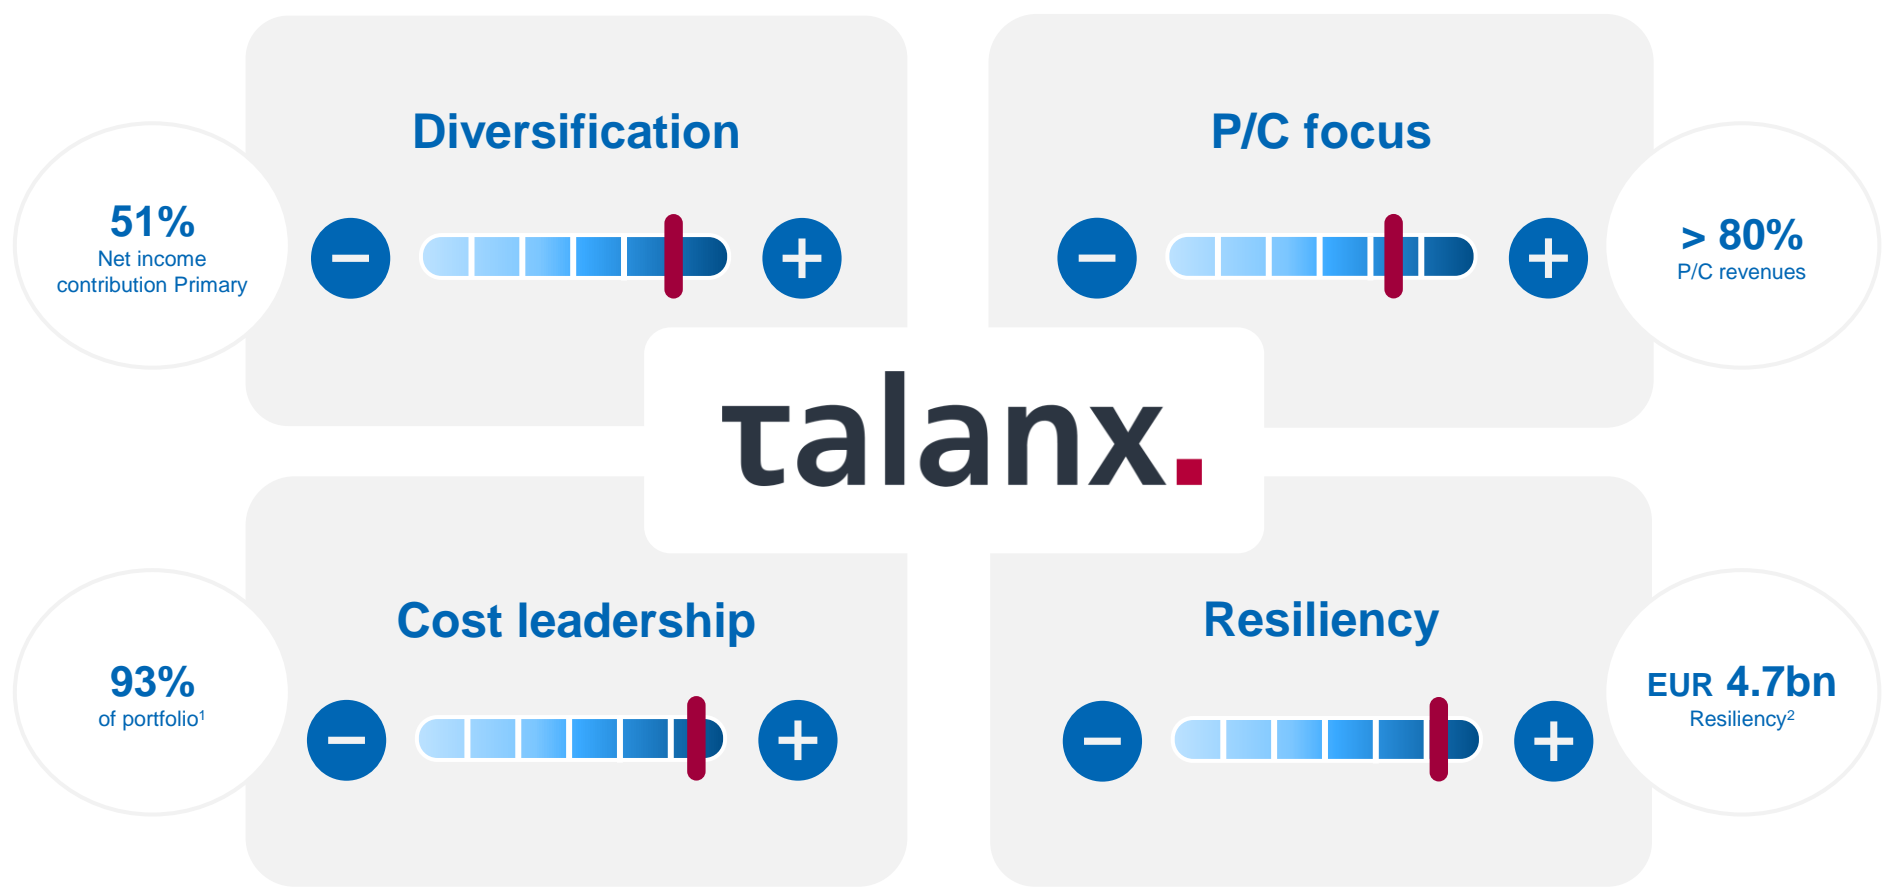 Diversification
51%
Net income
contribution Primary
P/C focus
> 80%
P/C revenues
talanx.
Cost leadership
93%
of portfolio¹
Resiliency
EUR 4.7bn
Resiliency²